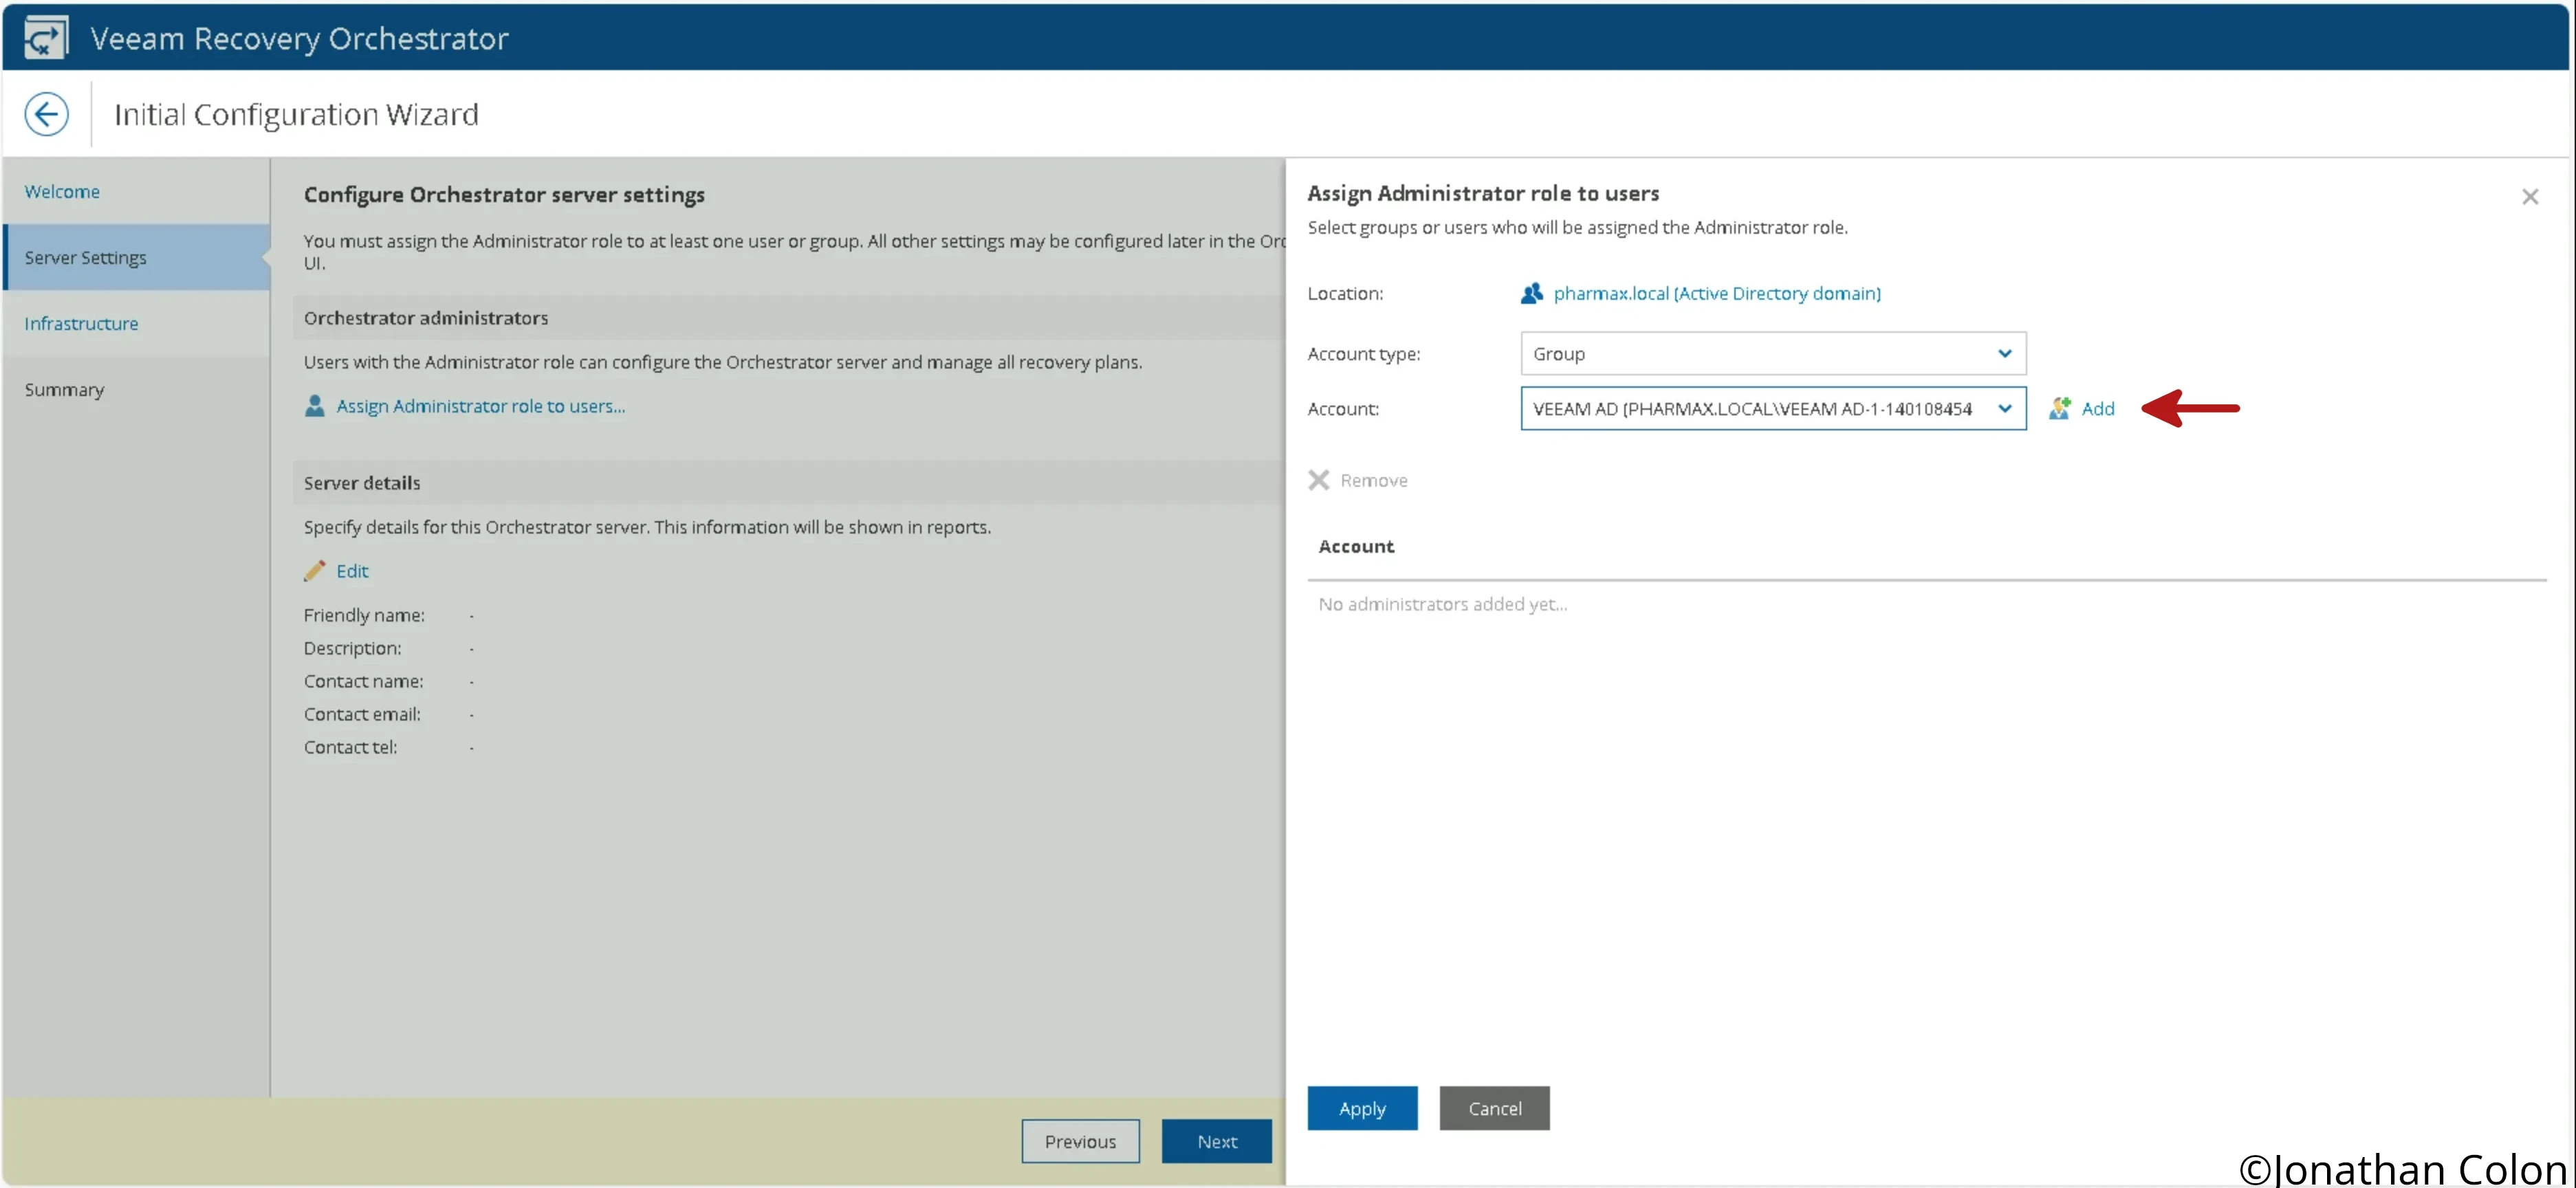 Veeam Recovery Orchestrator
Initial Configuration Wizard
Welcome
Server Settings
Infrastructure
Summary
Configure Orchestrator server settings
You must assign the Administrator role to at least one user or group. All other settings may be configured later in the Orc
UI.
Orchestrator administrators
Users with the Administrator role can configure the Orchestrator server and manage all recovery plans.
Assign Administrator role to users...
Server details
Specify details for this Orchestrator server. This information will be shown in reports.
Edit
Friendly name: -
Description: -
Contact name: -
Contact email: -
Contact tel: -
Previous
Next
Assign Administrator role to users
Select groups or users who will be assigned the Administrator role.
Location: pharmax.local (Active Directory domain)
Account type: Group
Account: VEEAM AD (PHARMAX.LOCAL\VEEAM AD-1-140108454 Add
Remove
Account
No administrators added yet...
Apply
Cancel
©Jonathan Colon